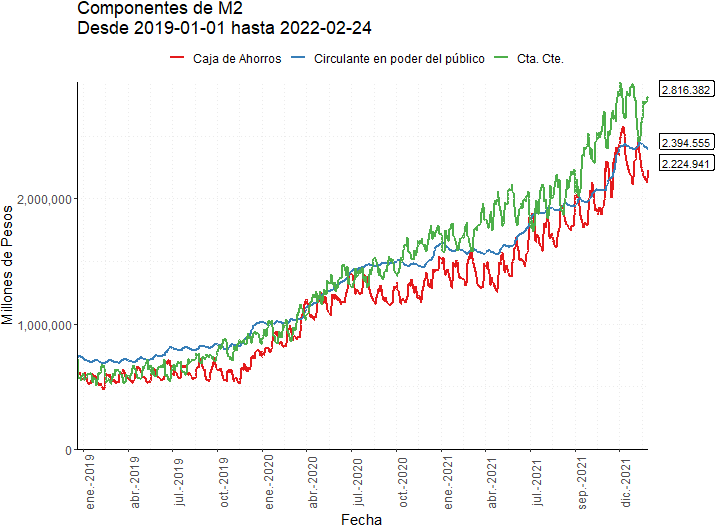 Componentes de M2
Desde 2019-01-01 hasta 2022-02-24
Caja de Ahorros Circulante en poder del público Cta. Cte.
2.816.382
2.394.555
2.224.941
2,000,000
1,000,000
0
Millones de Pesos
ene.-2019 abr.-2019 jul.-2019 oct.-2019 ene.-2020 abr.-2020 jul.-2020 oct.-2020 ene.-2021 abr.-2021 jul.-2021 sep.-2021 dic.-2021
Fecha